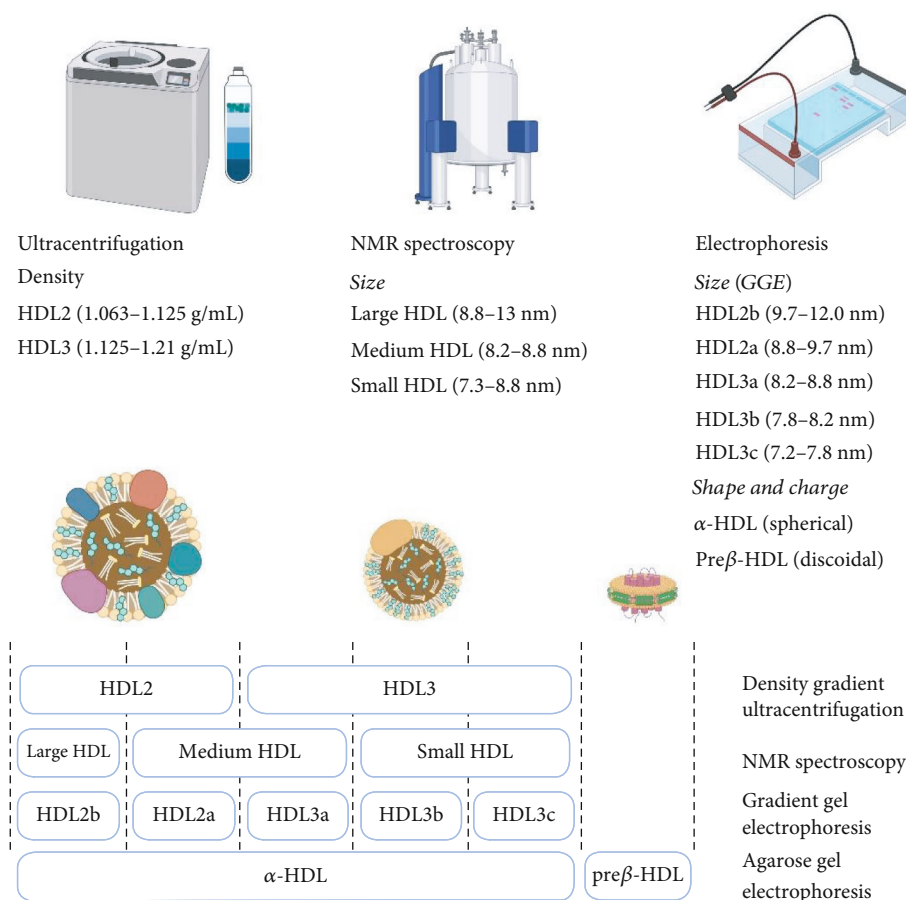 Ultracentrifugation
Density
HDL2 (1.063–1.125 g/mL)
HDL3 (1.125–1.21 g/mL)
NMR spectroscopy
Size
Large HDL (8.8–13 nm)
Medium HDL (8.2–8.8 nm)
Small HDL (7.3–8.8 nm)
Electrophoresis
Size (GGE)
HDL2b (9.7–12.0 nm)
HDL2a (8.8–9.7 nm)
HDL3a (8.2–8.8 nm)
HDL3b (7.8–8.2 nm)
HDL3c (7.2–7.8 nm)
Shape and charge
α-HDL (spherical)
Preβ-HDL (discoidal)
HDL2
HDL3
Density gradient
ultracentrifugation
Large HDL
Medium HDL
Small HDL
NMR spectroscopy
HDL2b
HDL2a
HDL3a
HDL3b
HDL3c
Gradient gel
electrophoresis
α-HDL
preβ-HDL
Agarose gel
electrophoresis